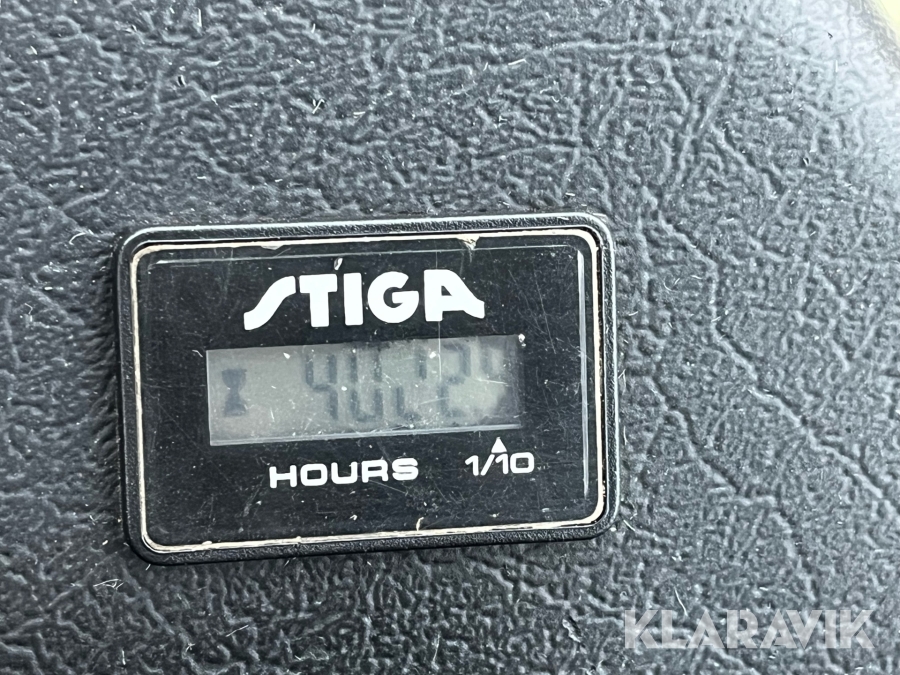 STIGA
HOURS 1/10
KLARAVIK